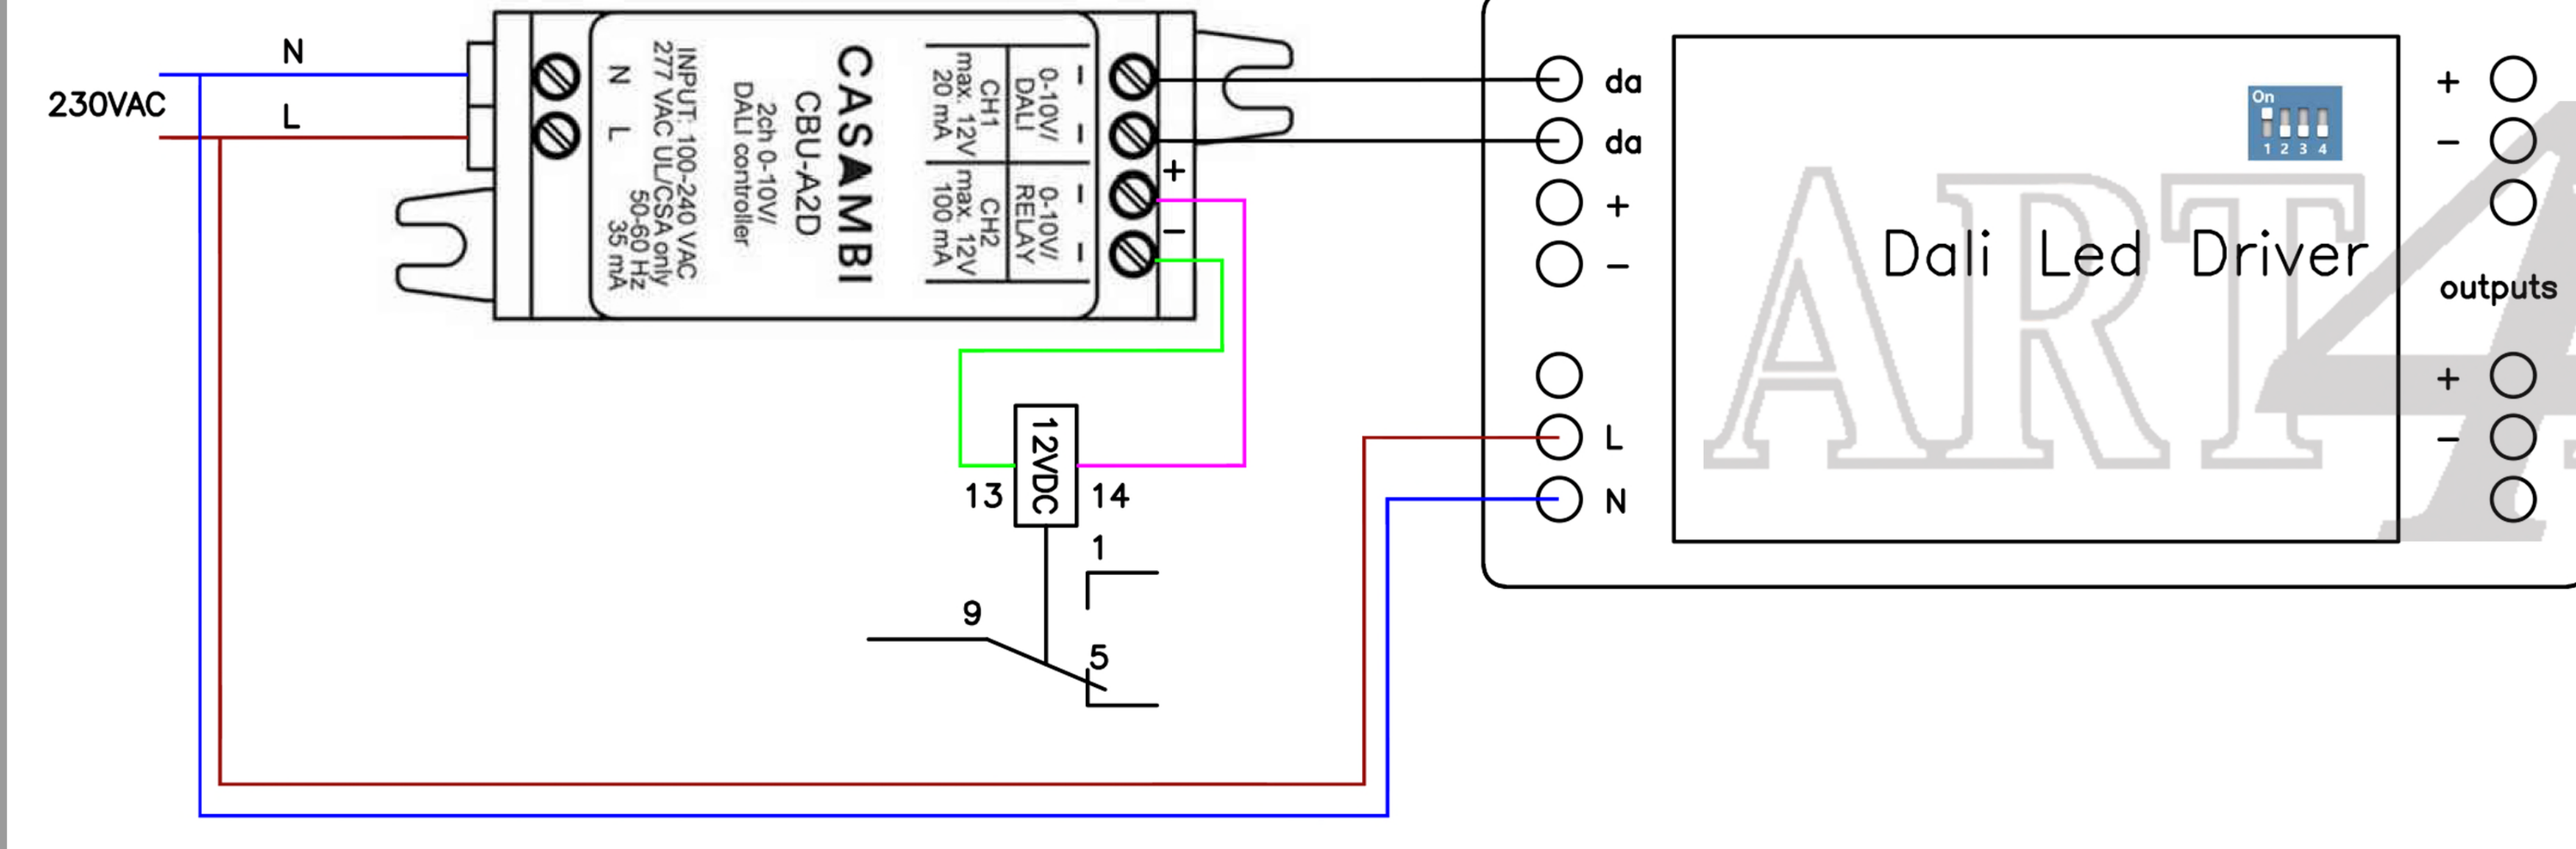 N
230VAC
L
N
L
INPUT: 100-240 VAC
277 VAC UL/CSA only
50-60 Hz
35 mA
CASAMBI
CBU-A2D
2ch 0-10V/
DALI controller
0-10V/
DALI
CH1
max. 12V
20 mA
0-10V/
RELAY
CH2
max. 12V
100 mA
-
-
-
-
+
-
12VDC
13
14
1
9
5
da
da
+
-
L
N
On
1 2 3 4
Dali Led Driver
ART4
+
-
outputs
+
-